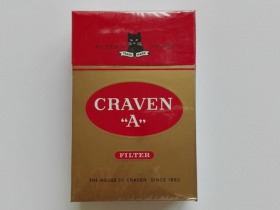 CRAVEN
"A"
FILTER
THE HOUSE OF CRAVEN · SINCE 1860